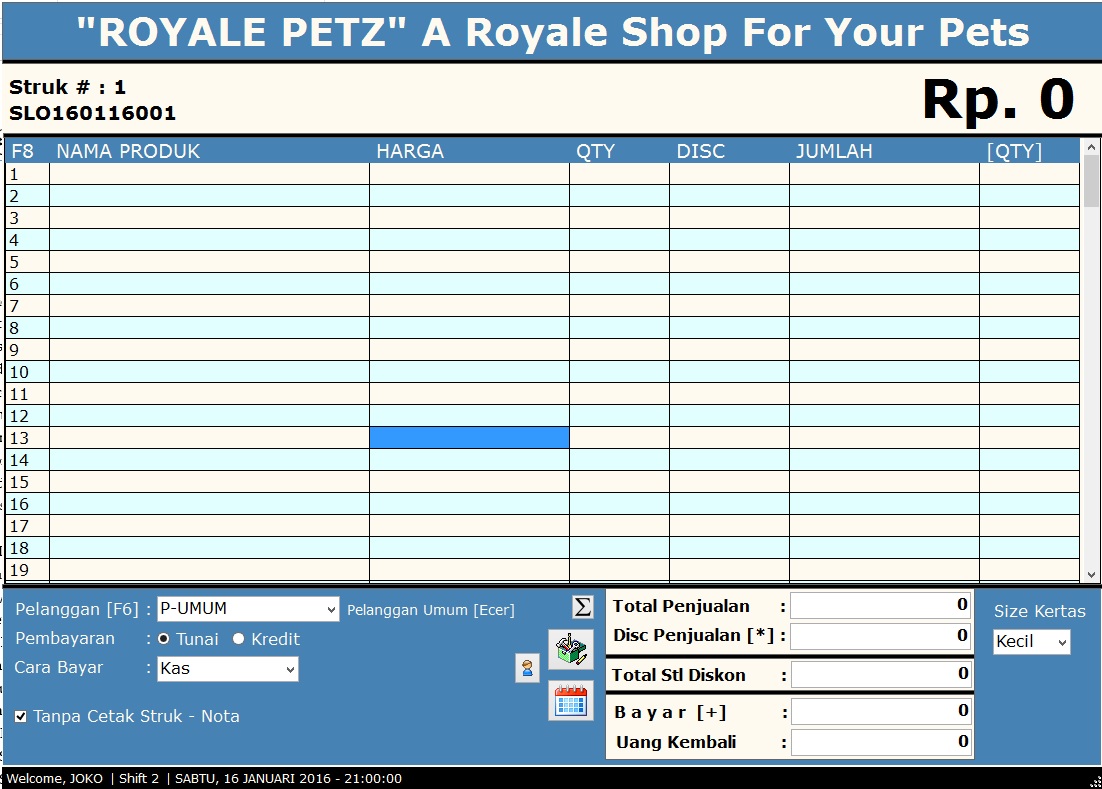 "ROYALE PETZ" A Royale Shop For Your Pets
Struk # : 1
SLO160116001
Rp. 0
F8 NAMA PRODUK HARGA QTY DISC JUMLAH [QTY]
1
2
3
4
5
6
7
8
9
10
11
12
13
14
15
16
17
18
19
Pelanggan [F6] : P-UMUM Pelanggan Umum [Ecer]
Pembayaran : Tunai Kredit
Cara Bayar : Kas
Tanpa Cetak Struk - Nota
Σ
Total Penjualan : 0
Disc Penjualan [*] : 0
Total Stl Diskon : 0
B a y a r [+] : 0
Uang Kembali : 0
Size Kertas
Kecil
Welcome, JOKO | Shift 2 | SABTU, 16 JANUARI 2016 - 21:00:00